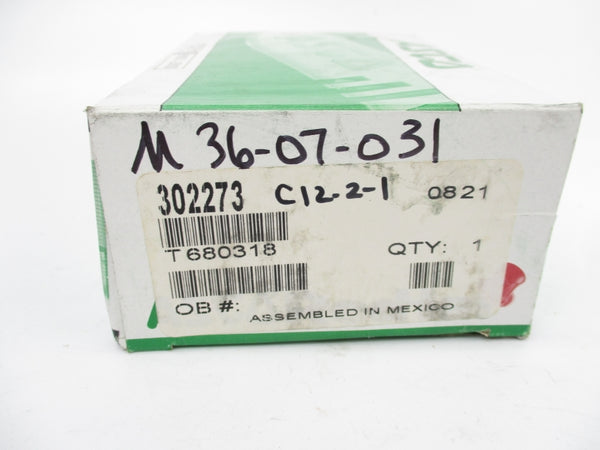 M 36-07-031
302273 C12-2-1 0821
T680318 QTY: 1
OB #:
ASSEMBLED IN MEXICO